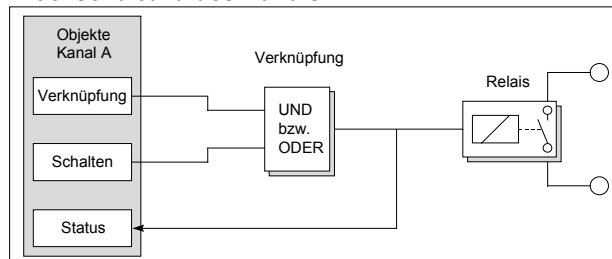 Objekte
Kanal A
Verknüpfung
Verknüpfung
Schalten
Status
UND
bzw.
ODER
Relais